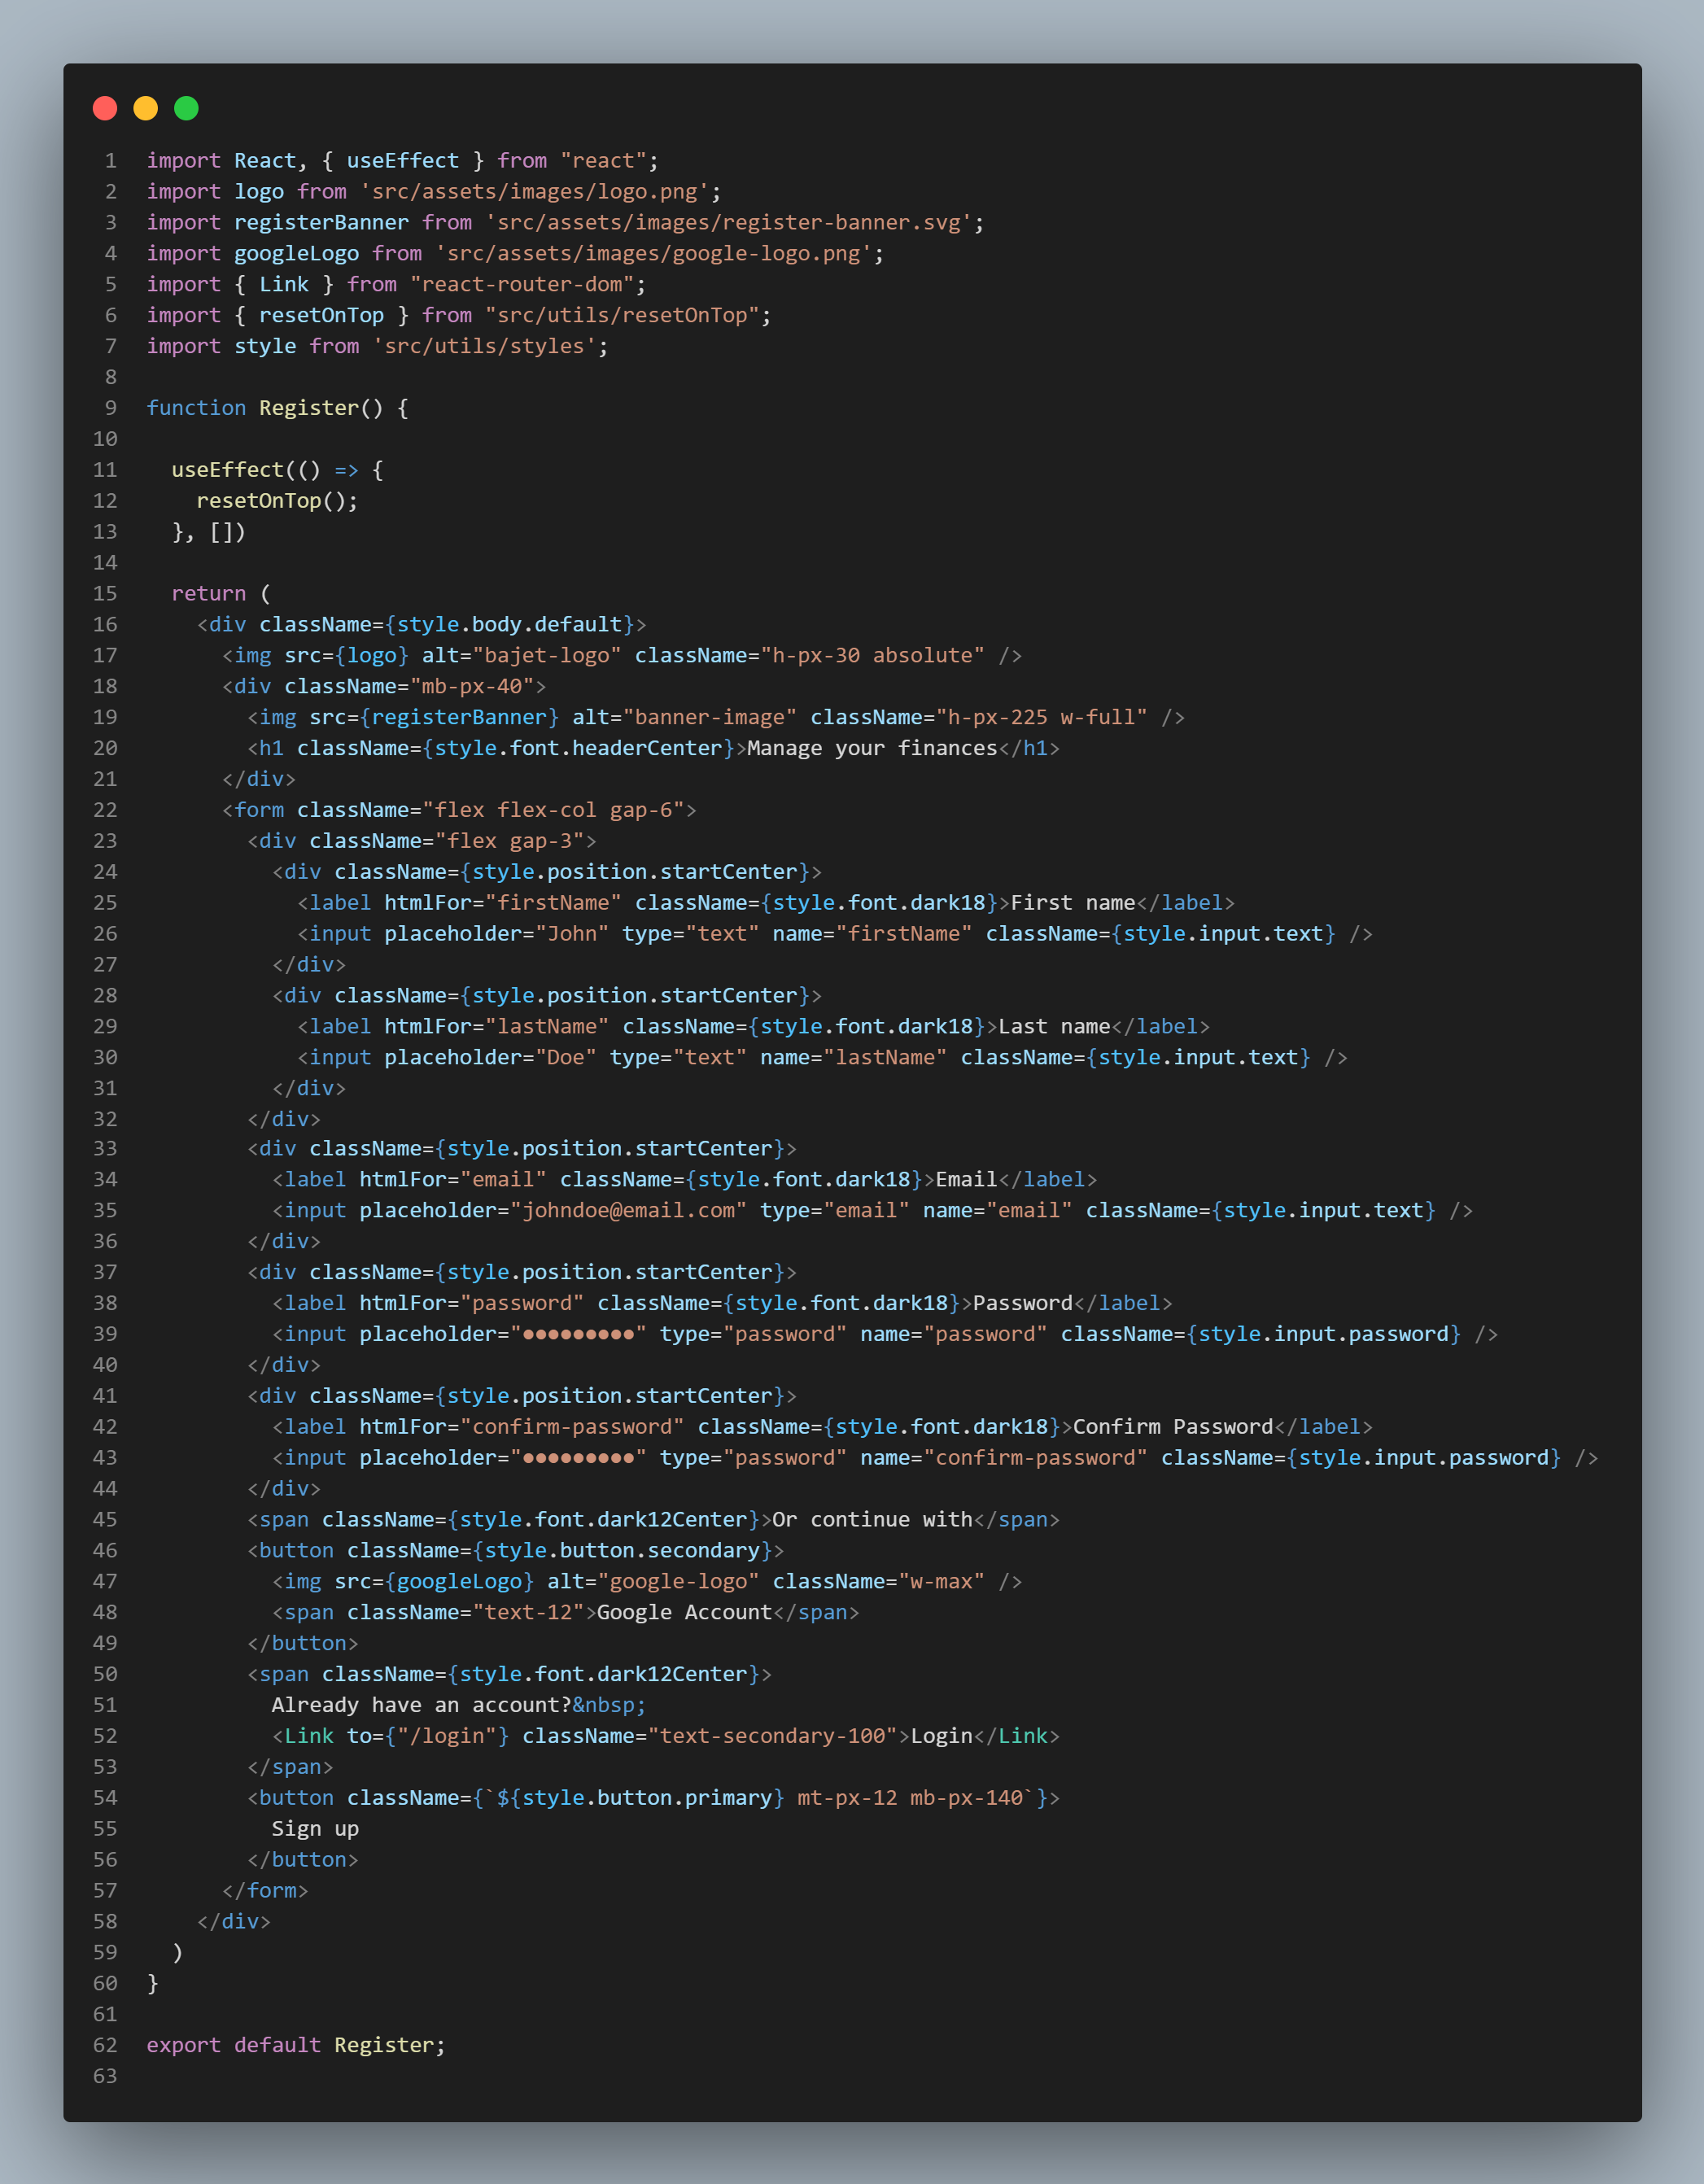 1 import React, { useEffect } from "react";
2 import logo from 'src/assets/images/logo.png';
3 import registerBanner from 'src/assets/images/register-banner.svg';
4 import googleLogo from 'src/assets/images/google-logo.png';
5 import { Link } from "react-router-dom";
6 import { resetOnTop } from "src/utils/resetOnTop";
7 import style from 'src/utils/styles';
8
9 function Register() {
10
11   useEffect(() => {
12     resetOnTop();
13   }, [])
14
15   return (
16     <div className={style.body.default}>
17       <img src={logo} alt="bajet-logo" className="h-px-30 absolute" />
18       <div className="mb-px-40">
19         <img src={registerBanner} alt="banner-image" className="h-px-225 w-full" />
20         <h1 className={style.font.headerCenter}>Manage your finances</h1>
21       </div>
22       <form className="flex flex-col gap-6">
23         <div className="flex gap-3">
24           <div className={style.position.startCenter}>
25             <label htmlFor="firstName" className={style.font.dark18}>First name</label>
26             <input placeholder="John" type="text" name="firstName" className={style.input.text} />
27           </div>
28           <div className={style.position.startCenter}>
29             <label htmlFor="lastName" className={style.font.dark18}>Last name</label>
30             <input placeholder="Doe" type="text" name="lastName" className={style.input.text} />
31           </div>
32         </div>
33         <div className={style.position.startCenter}>
34           <label htmlFor="email" className={style.font.dark18}>Email</label>
35           <input placeholder="johndoe@email.com" type="email" name="email" className={style.input.text} />
36         </div>
37         <div className={style.position.startCenter}>
38           <label htmlFor="password" className={style.font.dark18}>Password</label>
39           <input placeholder="●●●●●●●●●" type="password" name="password" className={style.input.password} />
40         </div>
41         <div className={style.position.startCenter}>
42           <label htmlFor="confirm-password" className={style.font.dark18}>Confirm Password</label>
43           <input placeholder="●●●●●●●●●" type="password" name="confirm-password" className={style.input.password} />
44         </div>
45         <span className={style.font.dark12Center}>Or continue with</span>
46         <button className={style.button.secondary}>
47           <img src={googleLogo} alt="google-logo" className="w-max" />
48           <span className="text-12">Google Account</span>
49         </button>
50         <span className={style.font.dark12Center}>
51           Already have an account?&nbsp;
52           <Link to={"/login"} className="text-secondary-100">Login</Link>
53         </span>
54         <button className={`${style.button.primary} mt-px-12 mb-px-140`}>
55           Sign up
56         </button>
57       </form>
58     </div>
59   )
60 }
61
62 export default Register;
63